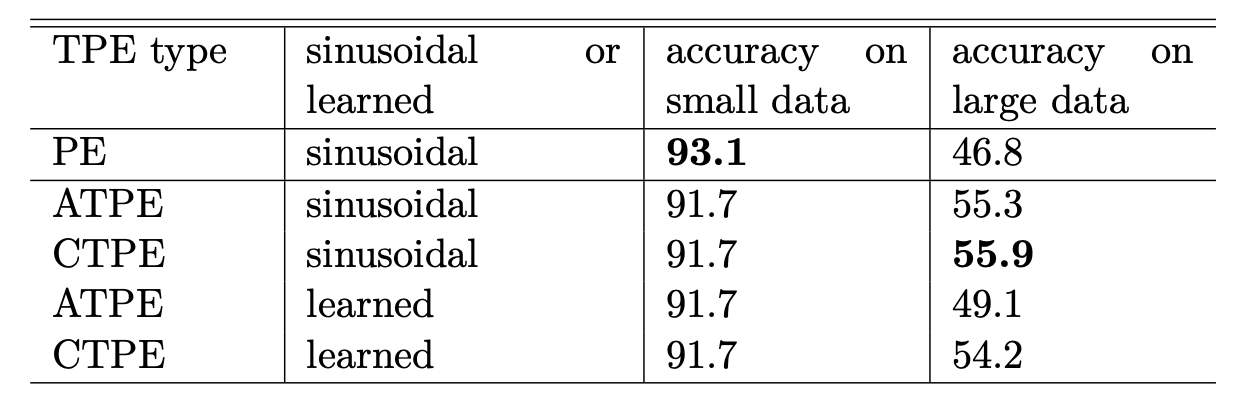 TPE type sinusoidal or accuracy on accuracy on
learned small data large data
PE sinusoidal 93.1 46.8
ATPE sinusoidal 91.7 55.3
CTPE sinusoidal 91.7 55.9
ATPE learned 91.7 49.1
CTPE learned 91.7 54.2